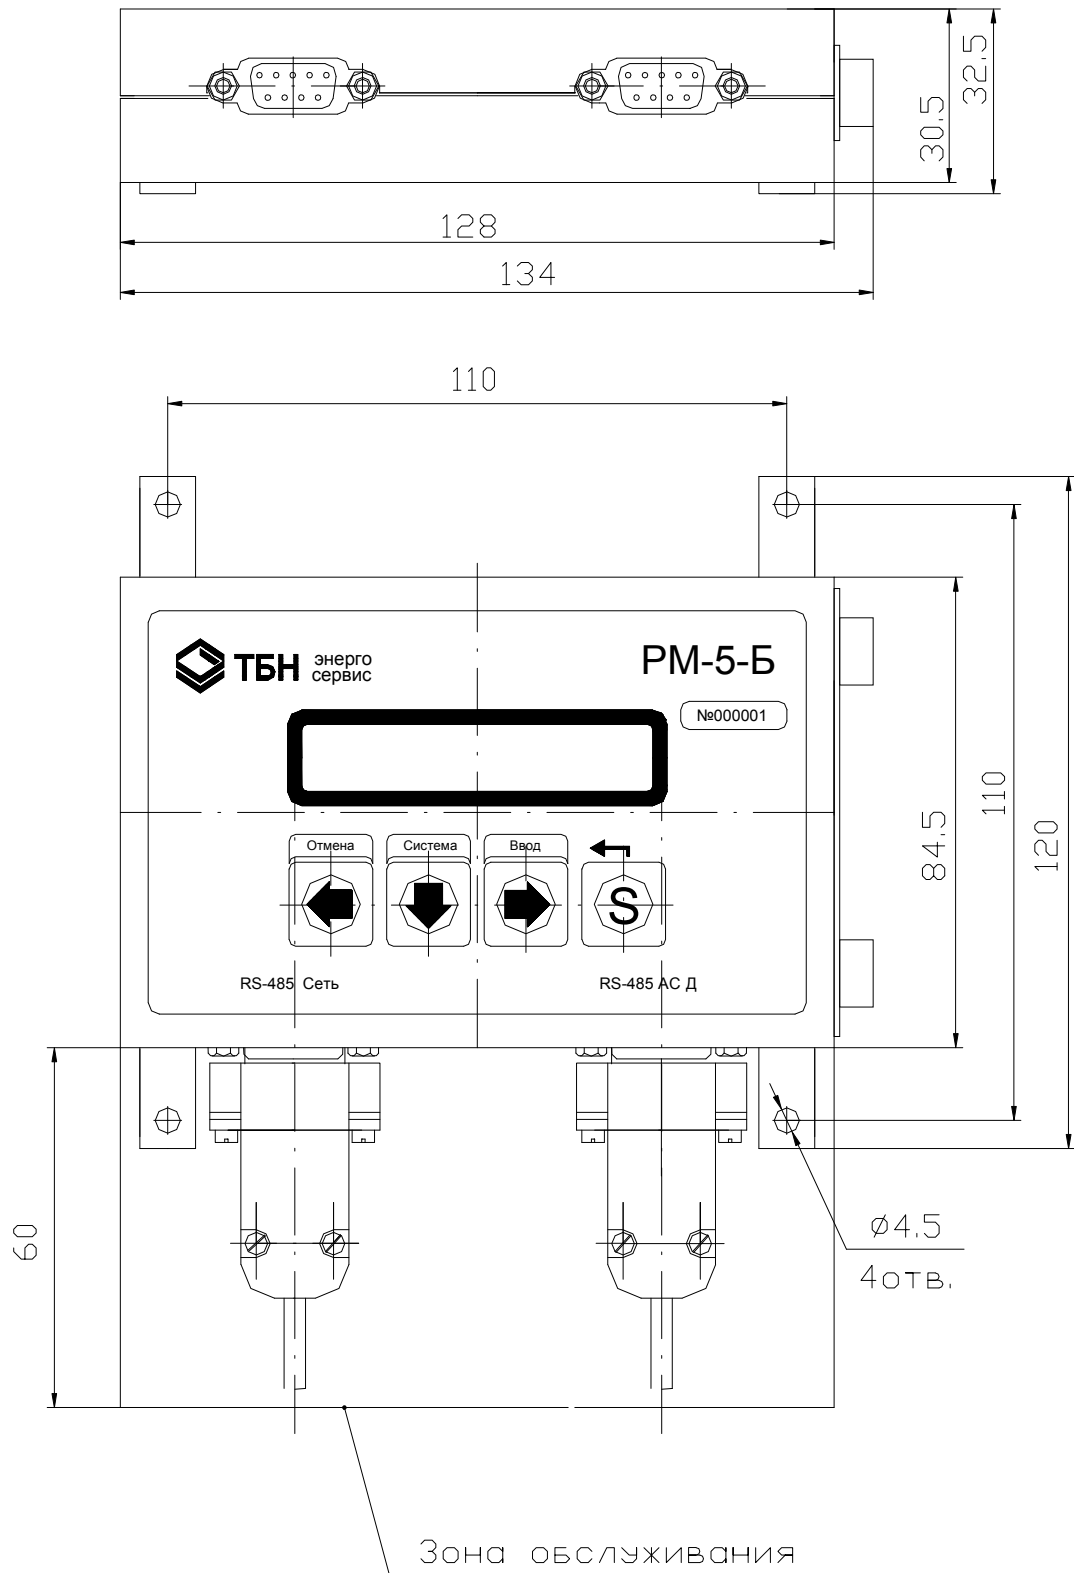 30.5
32.5
128
134
110
ТБН энерго
сервис
РМ-5-Б
№000001
110
120
84.5
Отмена
Система
Ввод
S
RS-485 Сеть
RS-485 АС Д
60
Ø4.5
4отв.
Зона обслуживания